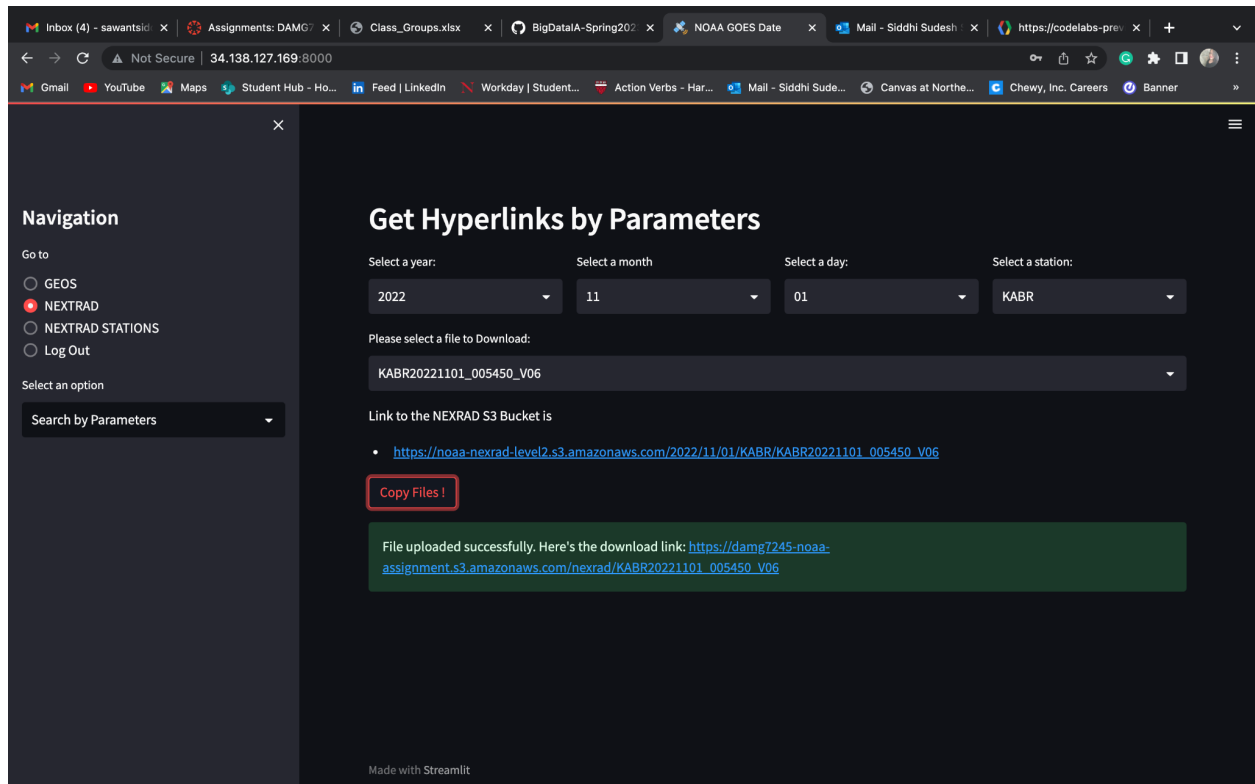 Inbox (4) - sawantsid
Assignments: DAMG7
Class_Groups.xlsx
BigDataIA-Spring202
NOAA GOES Date
Mail - Siddhi Sudesh
https://codelabs-prev
Not Secure | 34.138.127.169:8000
Gmail
YouTube
Maps
Student Hub - Ho...
Feed | LinkedIn
Workday | Student...
Action Verbs - Har...
Mail - Siddhi Sude...
Canvas at Northe...
Chewy, Inc. Careers
Banner
»
Navigation
Go to
GEOS
NEXTRAD
NEXTRAD STATIONS
Log Out
Select an option
Search by Parameters
Get Hyperlinks by Parameters
Select a year:
Select a month
Select a day:
Select a station:
2022
11
01
KABR
Please select a file to Download:
KABR20221101_005450_V06
Link to the NEXRAD S3 Bucket is
• https://noaa-nexrad-level2.s3.amazonaws.com/2022/11/01/KABR/KABR20221101_005450_V06
Copy Files !
File uploaded successfully. Here's the download link: https://damg7245-noaa-
assignment.s3.amazonaws.com/nexrad/KABR20221101_005450_V06
Made with Streamlit